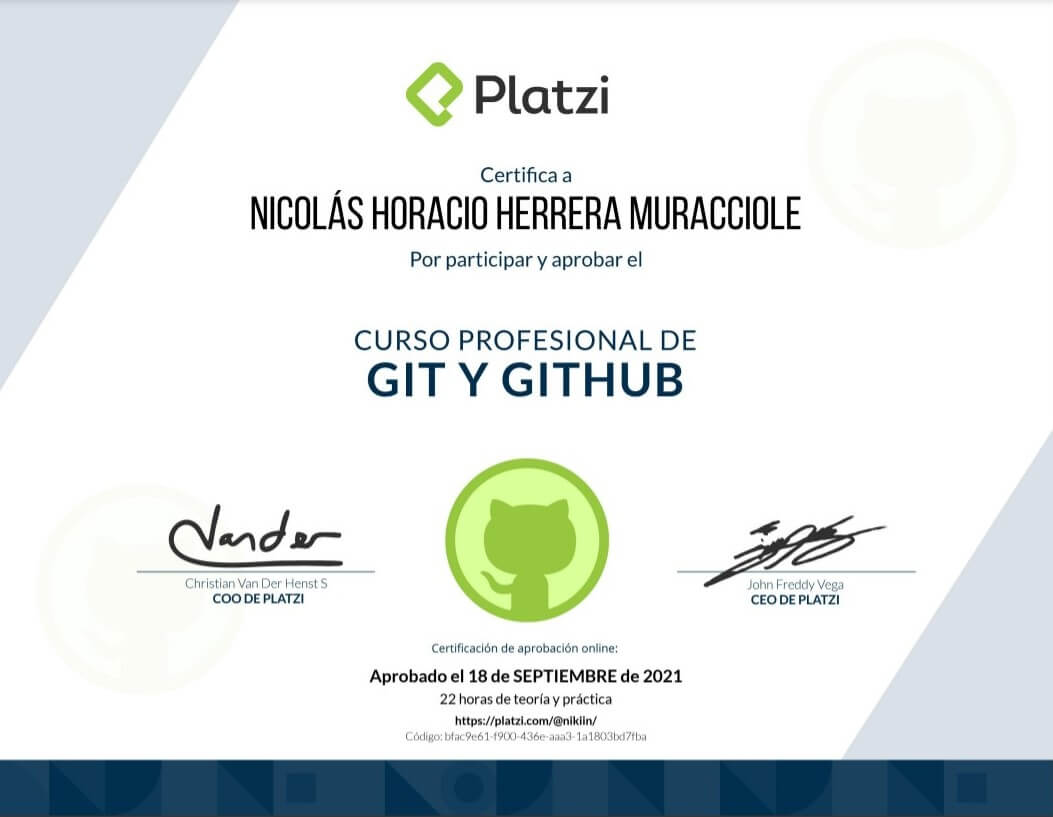 Platzi
Certifica a
NICOLÁS HORACIO HERRERA MURACCIOLE
Por participar y aprobar el
CURSO PROFESIONAL DE
GIT Y GITHUB
Vander
Christian Van Der Henst S
COO DE PLATZI
John Freddy Vega
CEO DE PLATZI
Certificación de aprobación online:
Aprobado el 18 de SEPTIEMBRE de 2021
22 horas de teoría y práctica
https://platzi.com/@nikiin/
Código: bfac9e61-f900-436e-aaa3-1a1803bd7fba